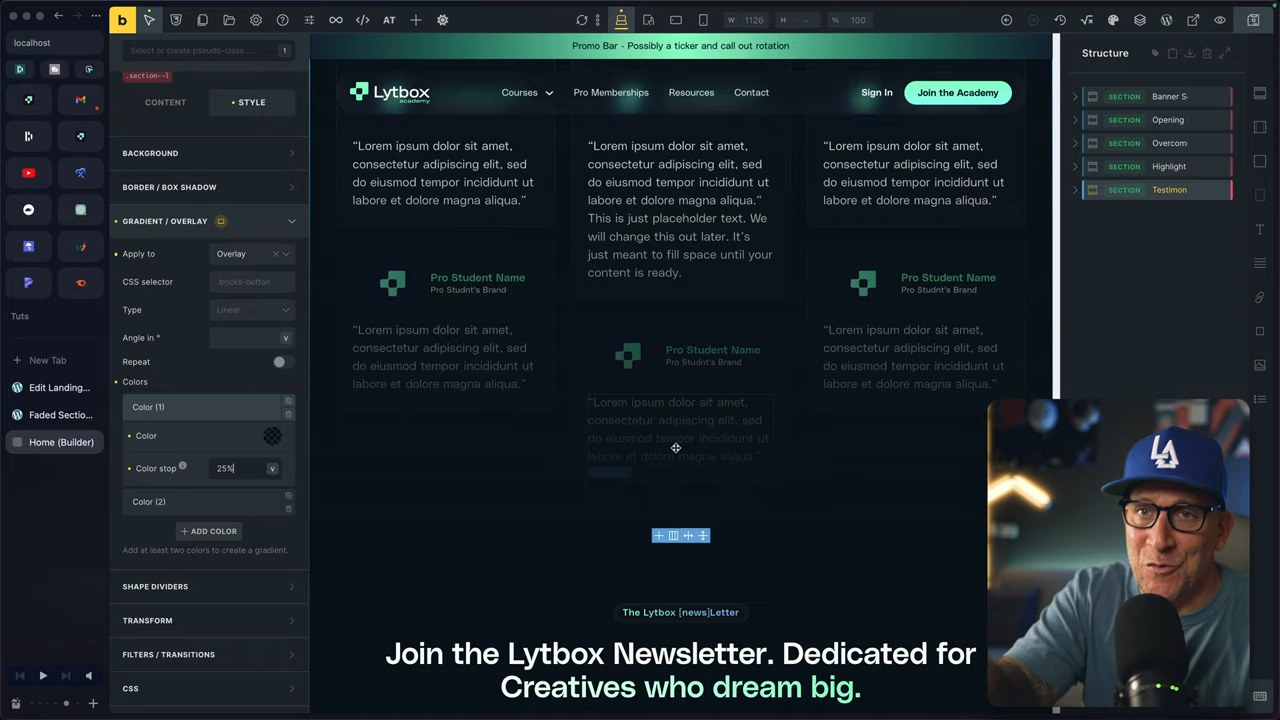 localhost
Tuts
New Tab
Edit Landing...
Faded Sectio...
Home (Builder)
b
AT
W
1126
H
-
%
100
Select or create pseudo-class ...
1
.section--l
CONTENT
STYLE
BACKGROUND
BORDER / BOX SHADOW
GRADIENT / OVERLAY
Apply to
Overlay
CSS selector
.bricks-button
Type
Linear
Angle in °
v
Repeat
Colors
Color (1)
Color
Color stop
25%
v
Color (2)
+ ADD COLOR
Add at least two colors to create a gradient.
SHAPE DIVIDERS
TRANSFORM
FILTERS / TRANSITIONS
CSS
Promo Bar - Possibly a ticker and call out rotation
Lytbox
academy
Courses
Pro Memberships
Resources
Contact
Sign In
Join the Academy
“Lorem ipsum dolor sit amet,
consectetur adipiscing elit, sed
do eiusmod tempor incididunt ut
labore et dolore magna aliqua.”
“Lorem ipsum dolor sit amet,
consectetur adipiscing elit, sed
do eiusmod tempor incididunt ut
labore et dolore magna aliqua.”
This is just placeholder text. We
will change this out later. It’s
just meant to fill space until your
content is ready.
“Lorem ipsum dolor sit amet,
consectetur adipiscing elit, sed
do eiusmod tempor incididunt ut
labore et dolore magna aliqua.”
Pro Student Name
Pro Studnt's Brand
“Lorem ipsum dolor sit amet,
consectetur adipiscing elit, sed
do eiusmod tempor incididunt ut
labore et dolore magna aliqua.”
Pro Student Name
Pro Studnt's Brand
“Lorem ipsum dolor sit amet,
consectetur adipiscing elit, sed
do eiusmod tempor incididunt ut
labore et dolore magna aliqua.”
Pro Student Name
Pro Studnt's Brand
“Lorem ipsum dolor sit amet,
consectetur adipiscing elit, sed
do eiusmod tempor incididunt ut
labore et dolore magna aliqua.”
The Lytbox [news]Letter
Join the Lytbox Newsletter. Dedicated for
Creatives who dream big.
Structure
SECTION Banner S
SECTION Opening
SECTION Overcom
SECTION Highlight
SECTION Testimon
LA